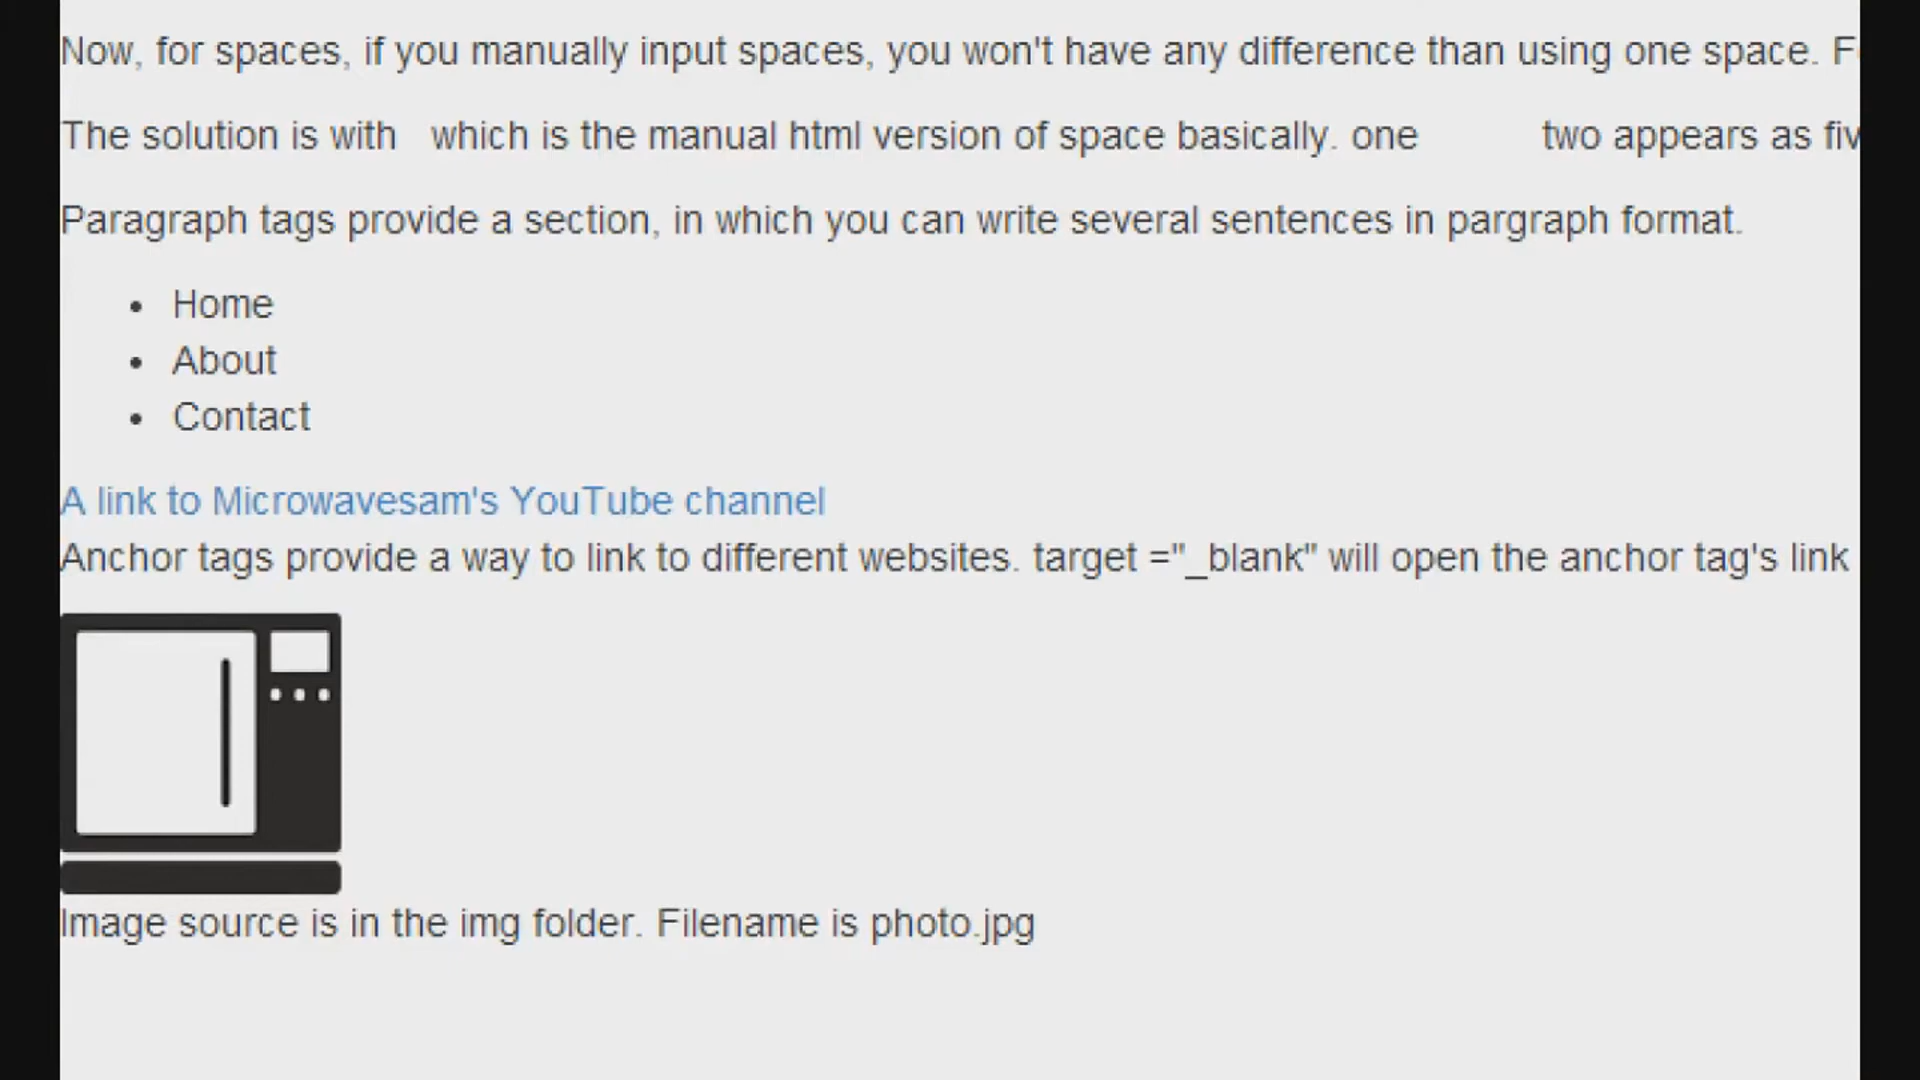 Now, for spaces, if you manually input spaces, you won't have any difference than using one space.
The solution is with   which is the manual html version of space basically. one           two appears as
Paragraph tags provide a section, in which you can write several sentences in pargraph format.
• Home
• About
• Contact
A link to Microwavesam's YouTube channel
Anchor tags provide a way to link to different websites. target ="_blank" will open the anchor tag's link
Image source is in the img folder. Filename is photo.jpg